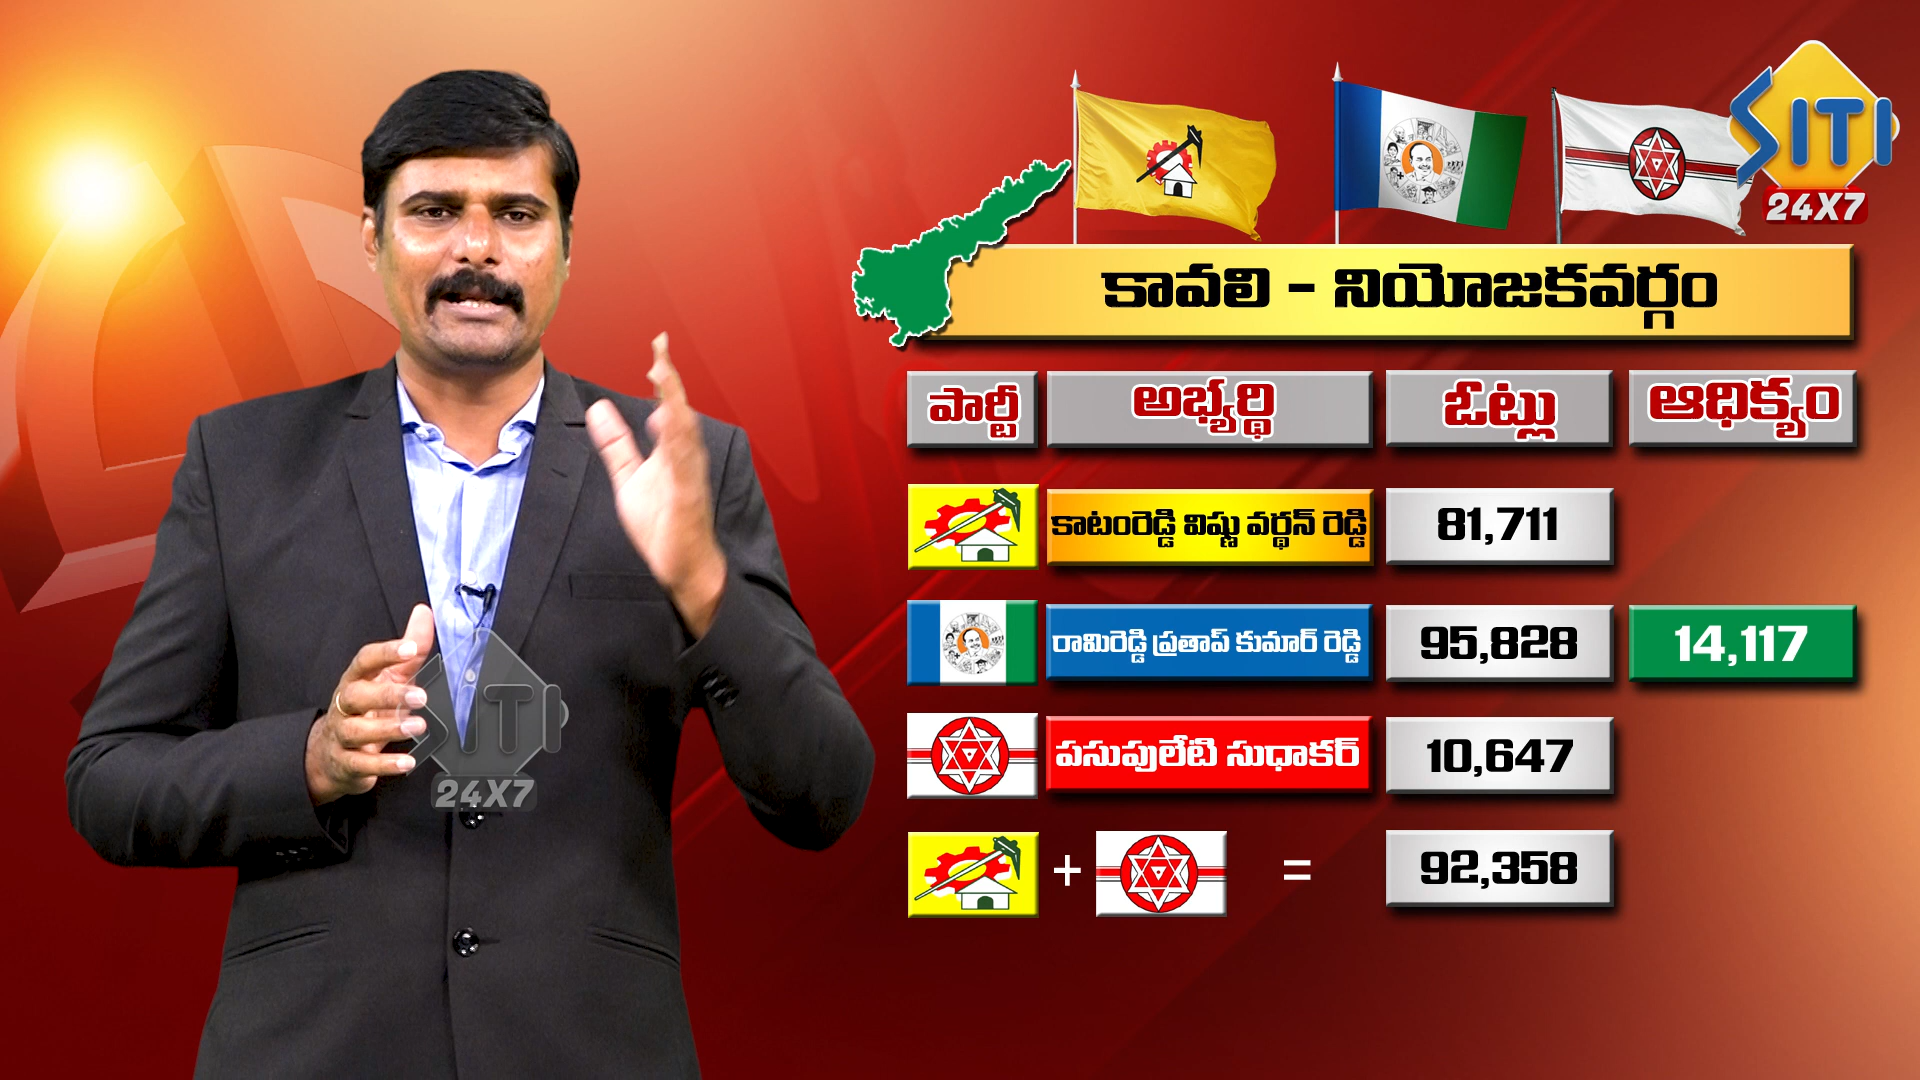 SITI
24X7
కావలి - నియోజకవర్గం
పార్టీ అభ్యర్థి ఓట్లు ఆధిక్యం
కాటంరెడ్డి విష్ణు వర్ధన్ రెడ్డి 81,711
రామిరెడ్డి ప్రతాప్ కుమార్ రెడ్డి 95,828 14,117
పసుపులేటి సుధాకర్ 10,647
+ = 92,358
SITI
24X7